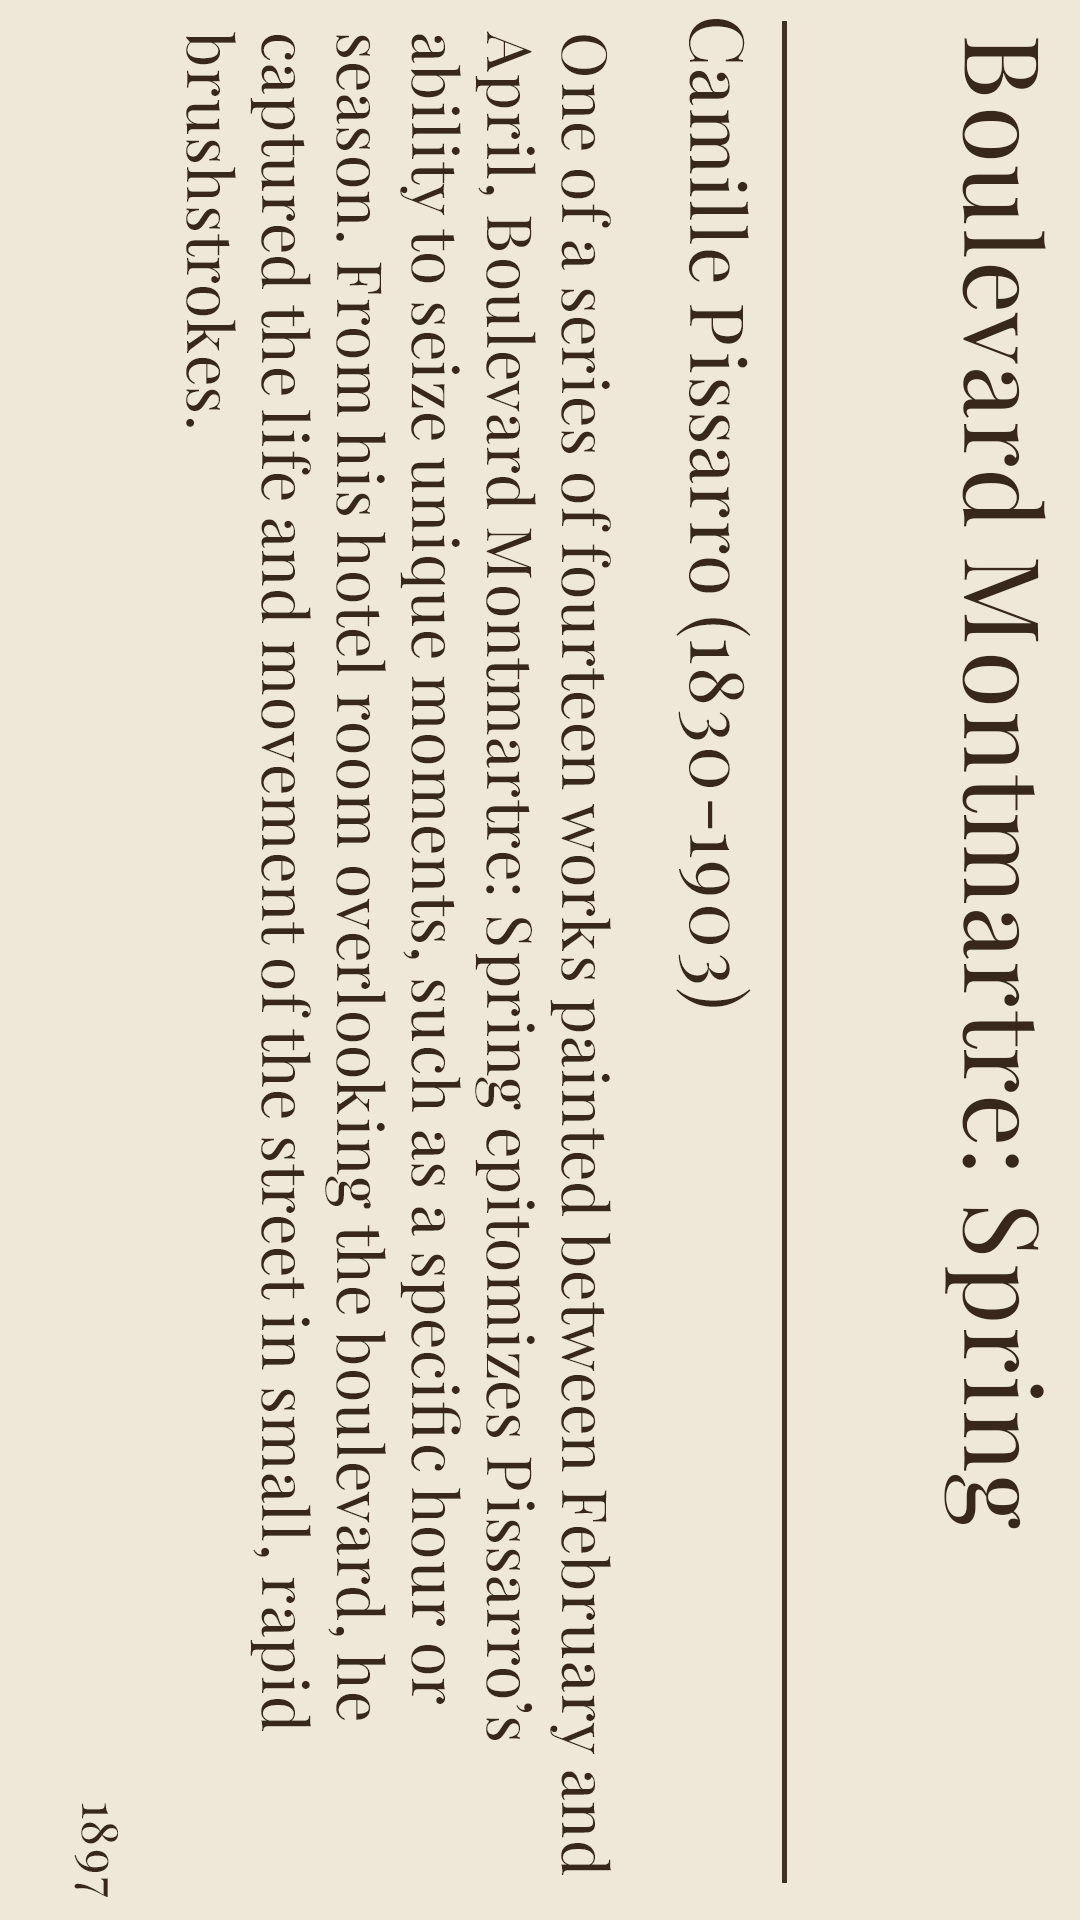 Boulevard Montmartre: Spring
Camille Pissarro (1830–1903)
One of a series of fourteen works painted between February and
April, Boulevard Montmartre: Spring epitomizes Pissarro’s
ability to seize unique moments, such as a specific hour or
season. From his hotel room overlooking the boulevard, he
captured the life and movement of the street in small, rapid
brushstrokes.
1897